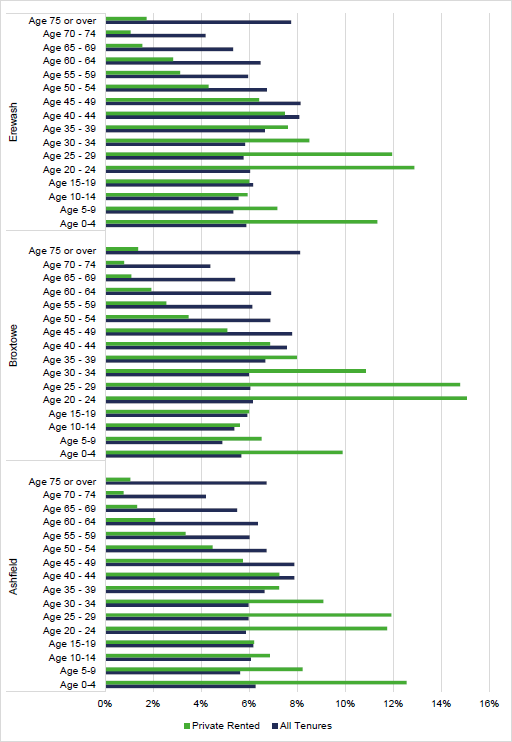 Erewash
Age 75 or over
Age 70 - 74
Age 65 - 69
Age 60 - 64
Age 55 - 59
Age 50 - 54
Age 45 - 49
Age 40 - 44
Age 35 - 39
Age 30 - 34
Age 25 - 29
Age 20 - 24
Age 15-19
Age 10-14
Age 5-9
Age 0-4
Broxtowe
Age 75 or over
Age 70 - 74
Age 65 - 69
Age 60 - 64
Age 55 - 59
Age 50 - 54
Age 45 - 49
Age 40 - 44
Age 35 - 39
Age 30 - 34
Age 25 - 29
Age 20 - 24
Age 15-19
Age 10-14
Age 5-9
Age 0-4
Ashfield
Age 75 or over
Age 70 - 74
Age 65 - 69
Age 60 - 64
Age 55 - 59
Age 50 - 54
Age 45 - 49
Age 40 - 44
Age 35 - 39
Age 30 - 34
Age 25 - 29
Age 20 - 24
Age 15-19
Age 10-14
Age 5-9
Age 0-4
0% 2% 4% 6% 8% 10% 12% 14% 16%
Private Rented All Tenures